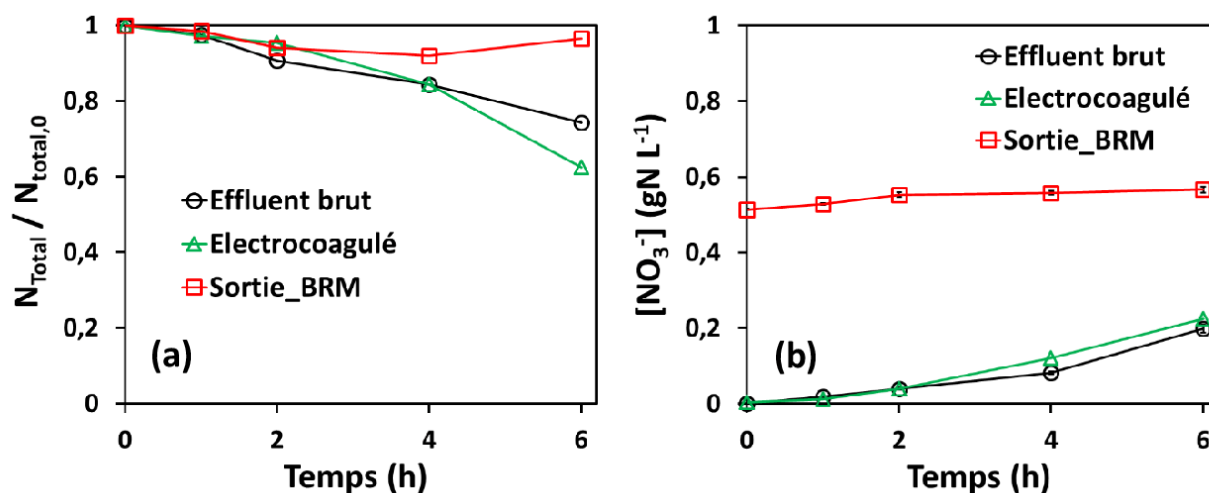 1
0,8
0,6
0,4
0,2
0
N_Total / N_total,0
Effluent brut
Electrocoagulé
Sortie_BRM
(a)
0 2 4 6
Temps (h)
1
0,8
0,6
0,4
0,2
0
[NO₃⁻] (gN L⁻¹)
Effluent brut
Electrocoagulé
Sortie_BRM
(b)
0 2 4 6
Temps (h)